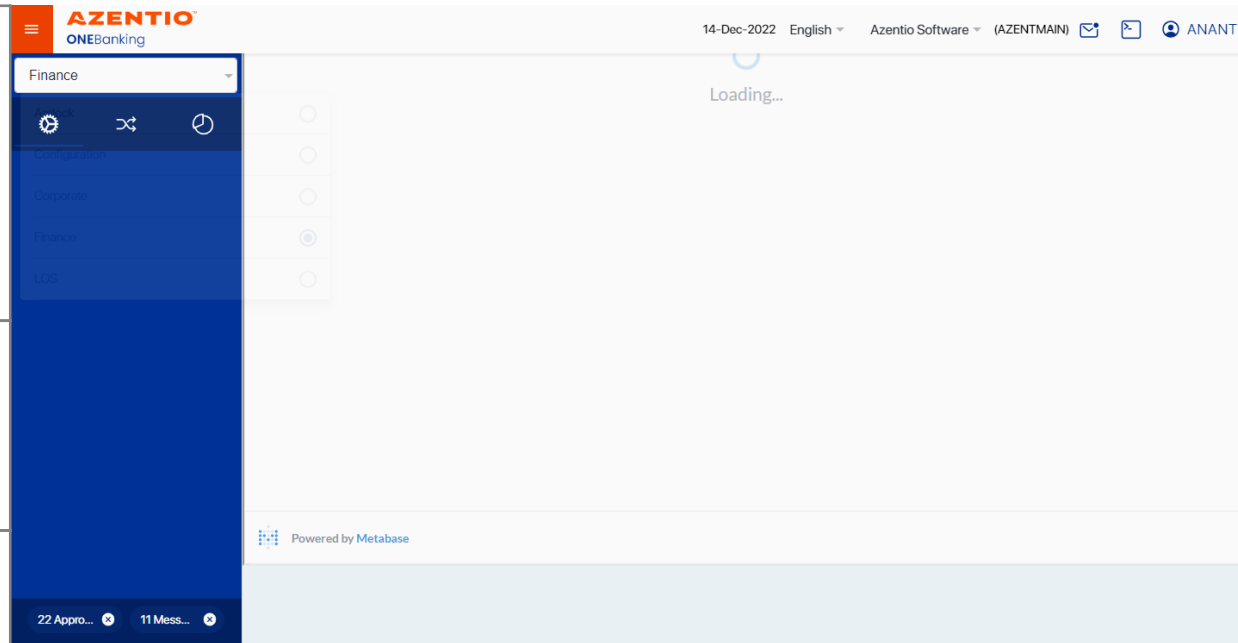 AZENTIO
ONEBanking
14-Dec-2022 English Azentio Software (AZENTMAIN) ANANT
Finance
Loading...
Configuration
Corporate
Finance
LOS
Powered by Metabase
22 Appro... 11 Mess...